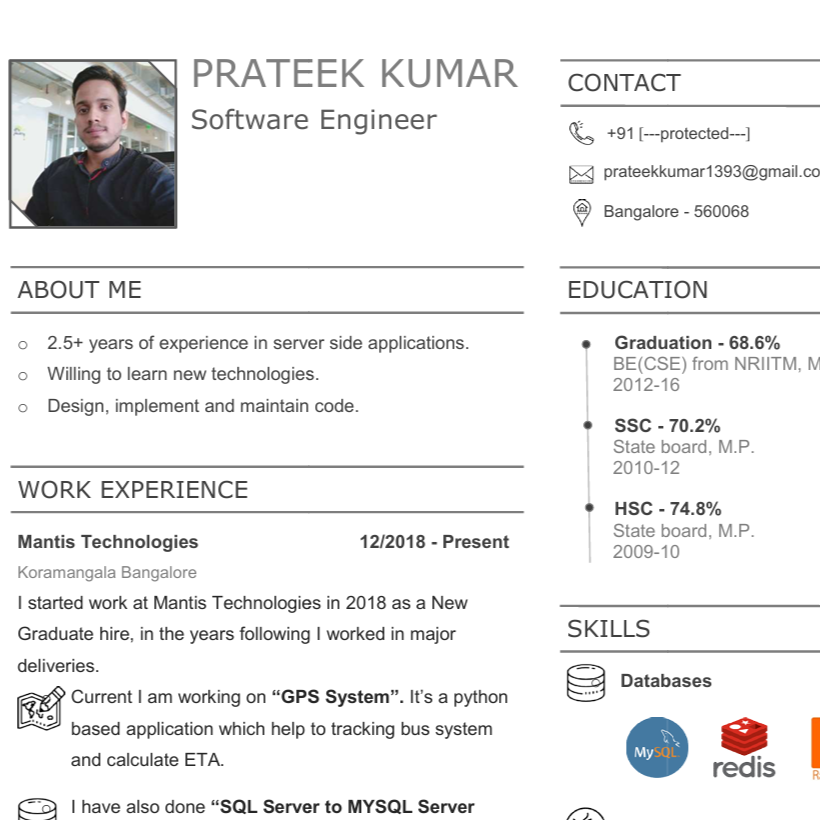 PRATEEK KUMAR
Software Engineer
ABOUT ME
2.5+ years of experience in server side applications.
Willing to learn new technologies.
Design, implement and maintain code.
WORK EXPERIENCE
Mantis Technologies 12/2018 - Present
Koramangala Bangalore
I started work at Mantis Technologies in 2018 as a New
Graduate hire, in the years following I worked in major
deliveries.
Current I am working on “GPS System”. It’s a python
based application which help to tracking bus system
and calculate ETA.
I have also done “SQL Server to MYSQL Server
CONTACT
+91 [---protected---]
prateekkumar1393@gmail.co
Bangalore - 560068
EDUCATION
Graduation - 68.6%
BE(CSE) from NRIITM, M
2012-16
SSC - 70.2%
State board, M.P.
2010-12
HSC - 74.8%
State board, M.P.
2009-10
SKILLS
Databases
MySQL
redis